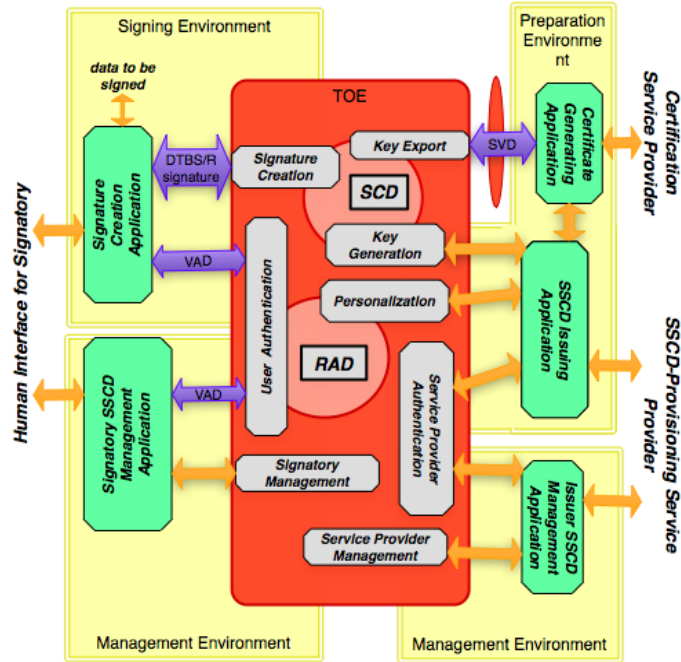 Signing Environment
Preparation
Environme
nt
data to be
signed
TOE
Certification
Service Provider
Certificate
Generating
Application
Key Export
SVD
DTBS/R
signature
Signature
Creation
SCD
Signature
Creation
Application
Human Interface for Signatory
VAD
Key
Generation
User Authentication
Personalization
SSCD Issuing
Application
RAD
SSCD-Provisioning Service
Provider
Signatory SSCD
Management
Application
VAD
Service Provider
Authentication
Signatory
Management
Issuer SSCD
Management
Application
Service Provider
Management
Management Environment
Management Environment